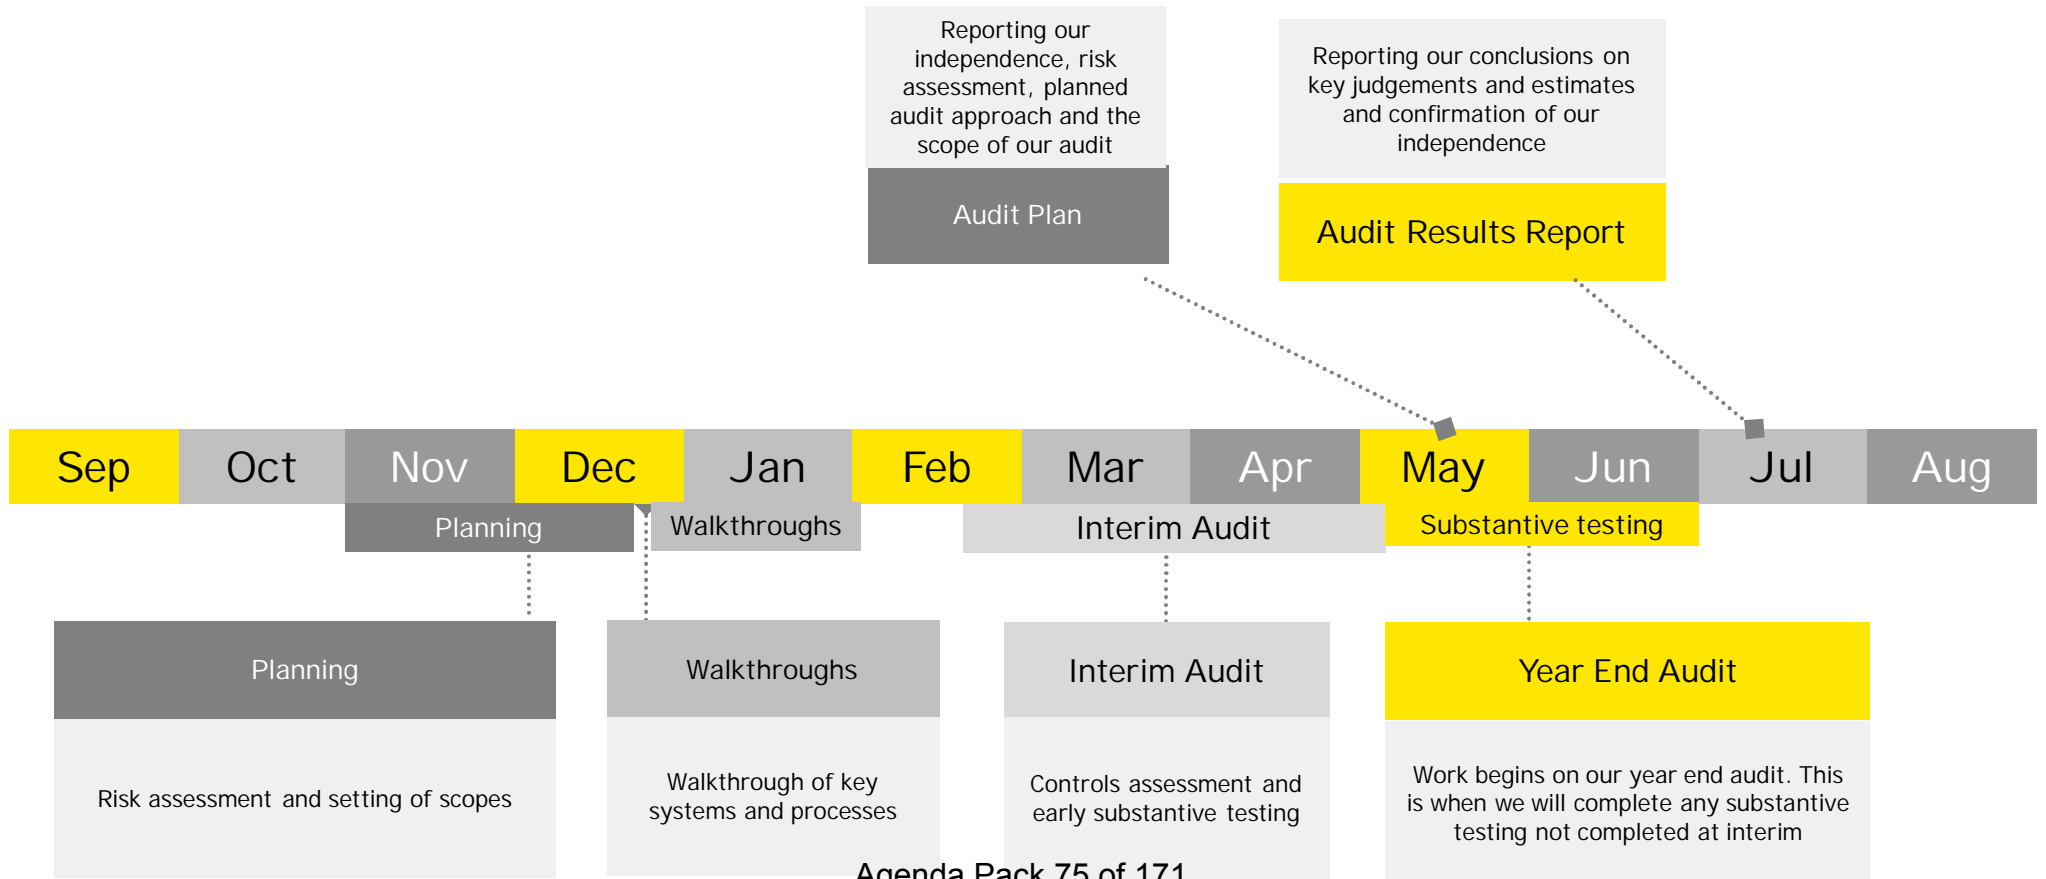 Reporting our
independence, risk
assessment, planned
audit approach and the
scope of our audit
Audit Plan
Reporting our conclusions on
key judgements and estimates
and confirmation of our
independence
Audit Results Report
Sep
Oct
Nov
Dec
Jan
Feb
Mar
Apr
May
Jun
Jul
Aug
Planning
Walkthroughs
Interim Audit
Substantive testing
Planning
Risk assessment and setting of scopes
Walkthroughs
Walkthrough of key
systems and processes
Interim Audit
Controls assessment and
early substantive testing
Year End Audit
Work begins on our year end audit. This
is when we will complete any substantive
testing not completed at interim
Agenda Pack 75 of 171